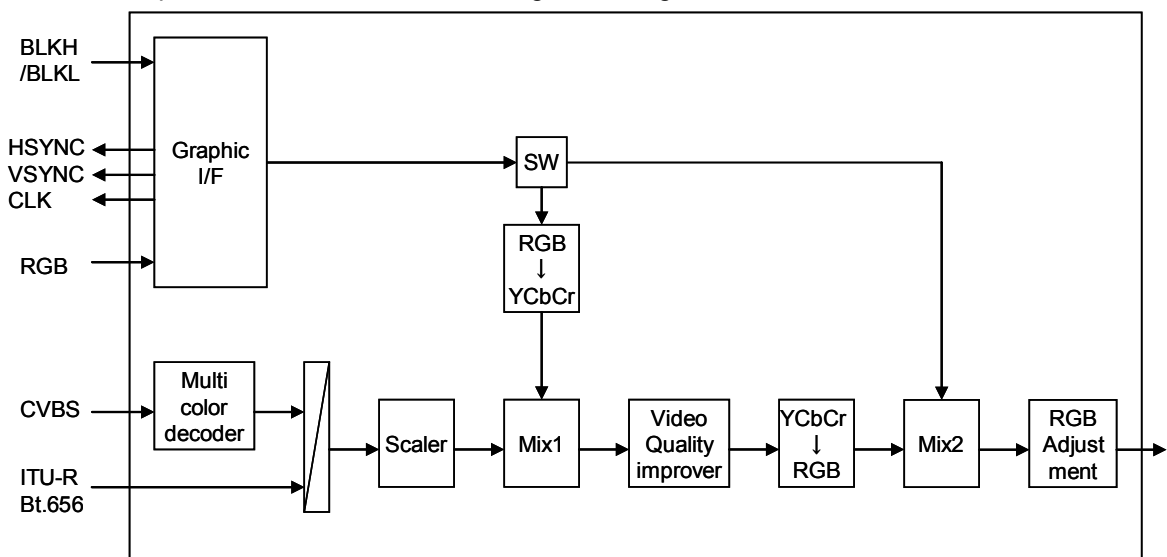 BLKH
/BLKL
HSYNC
VSYNC
CLK
RGB
Graphic
I/F
SW
RGB
↓
YCbCr
CVBS
ITU-R
Bt.656
Multi
color
decoder
Scaler
Mix1
Video
Quality
improver
YCbCr
↓
RGB
Mix2
RGB
Adjust
ment